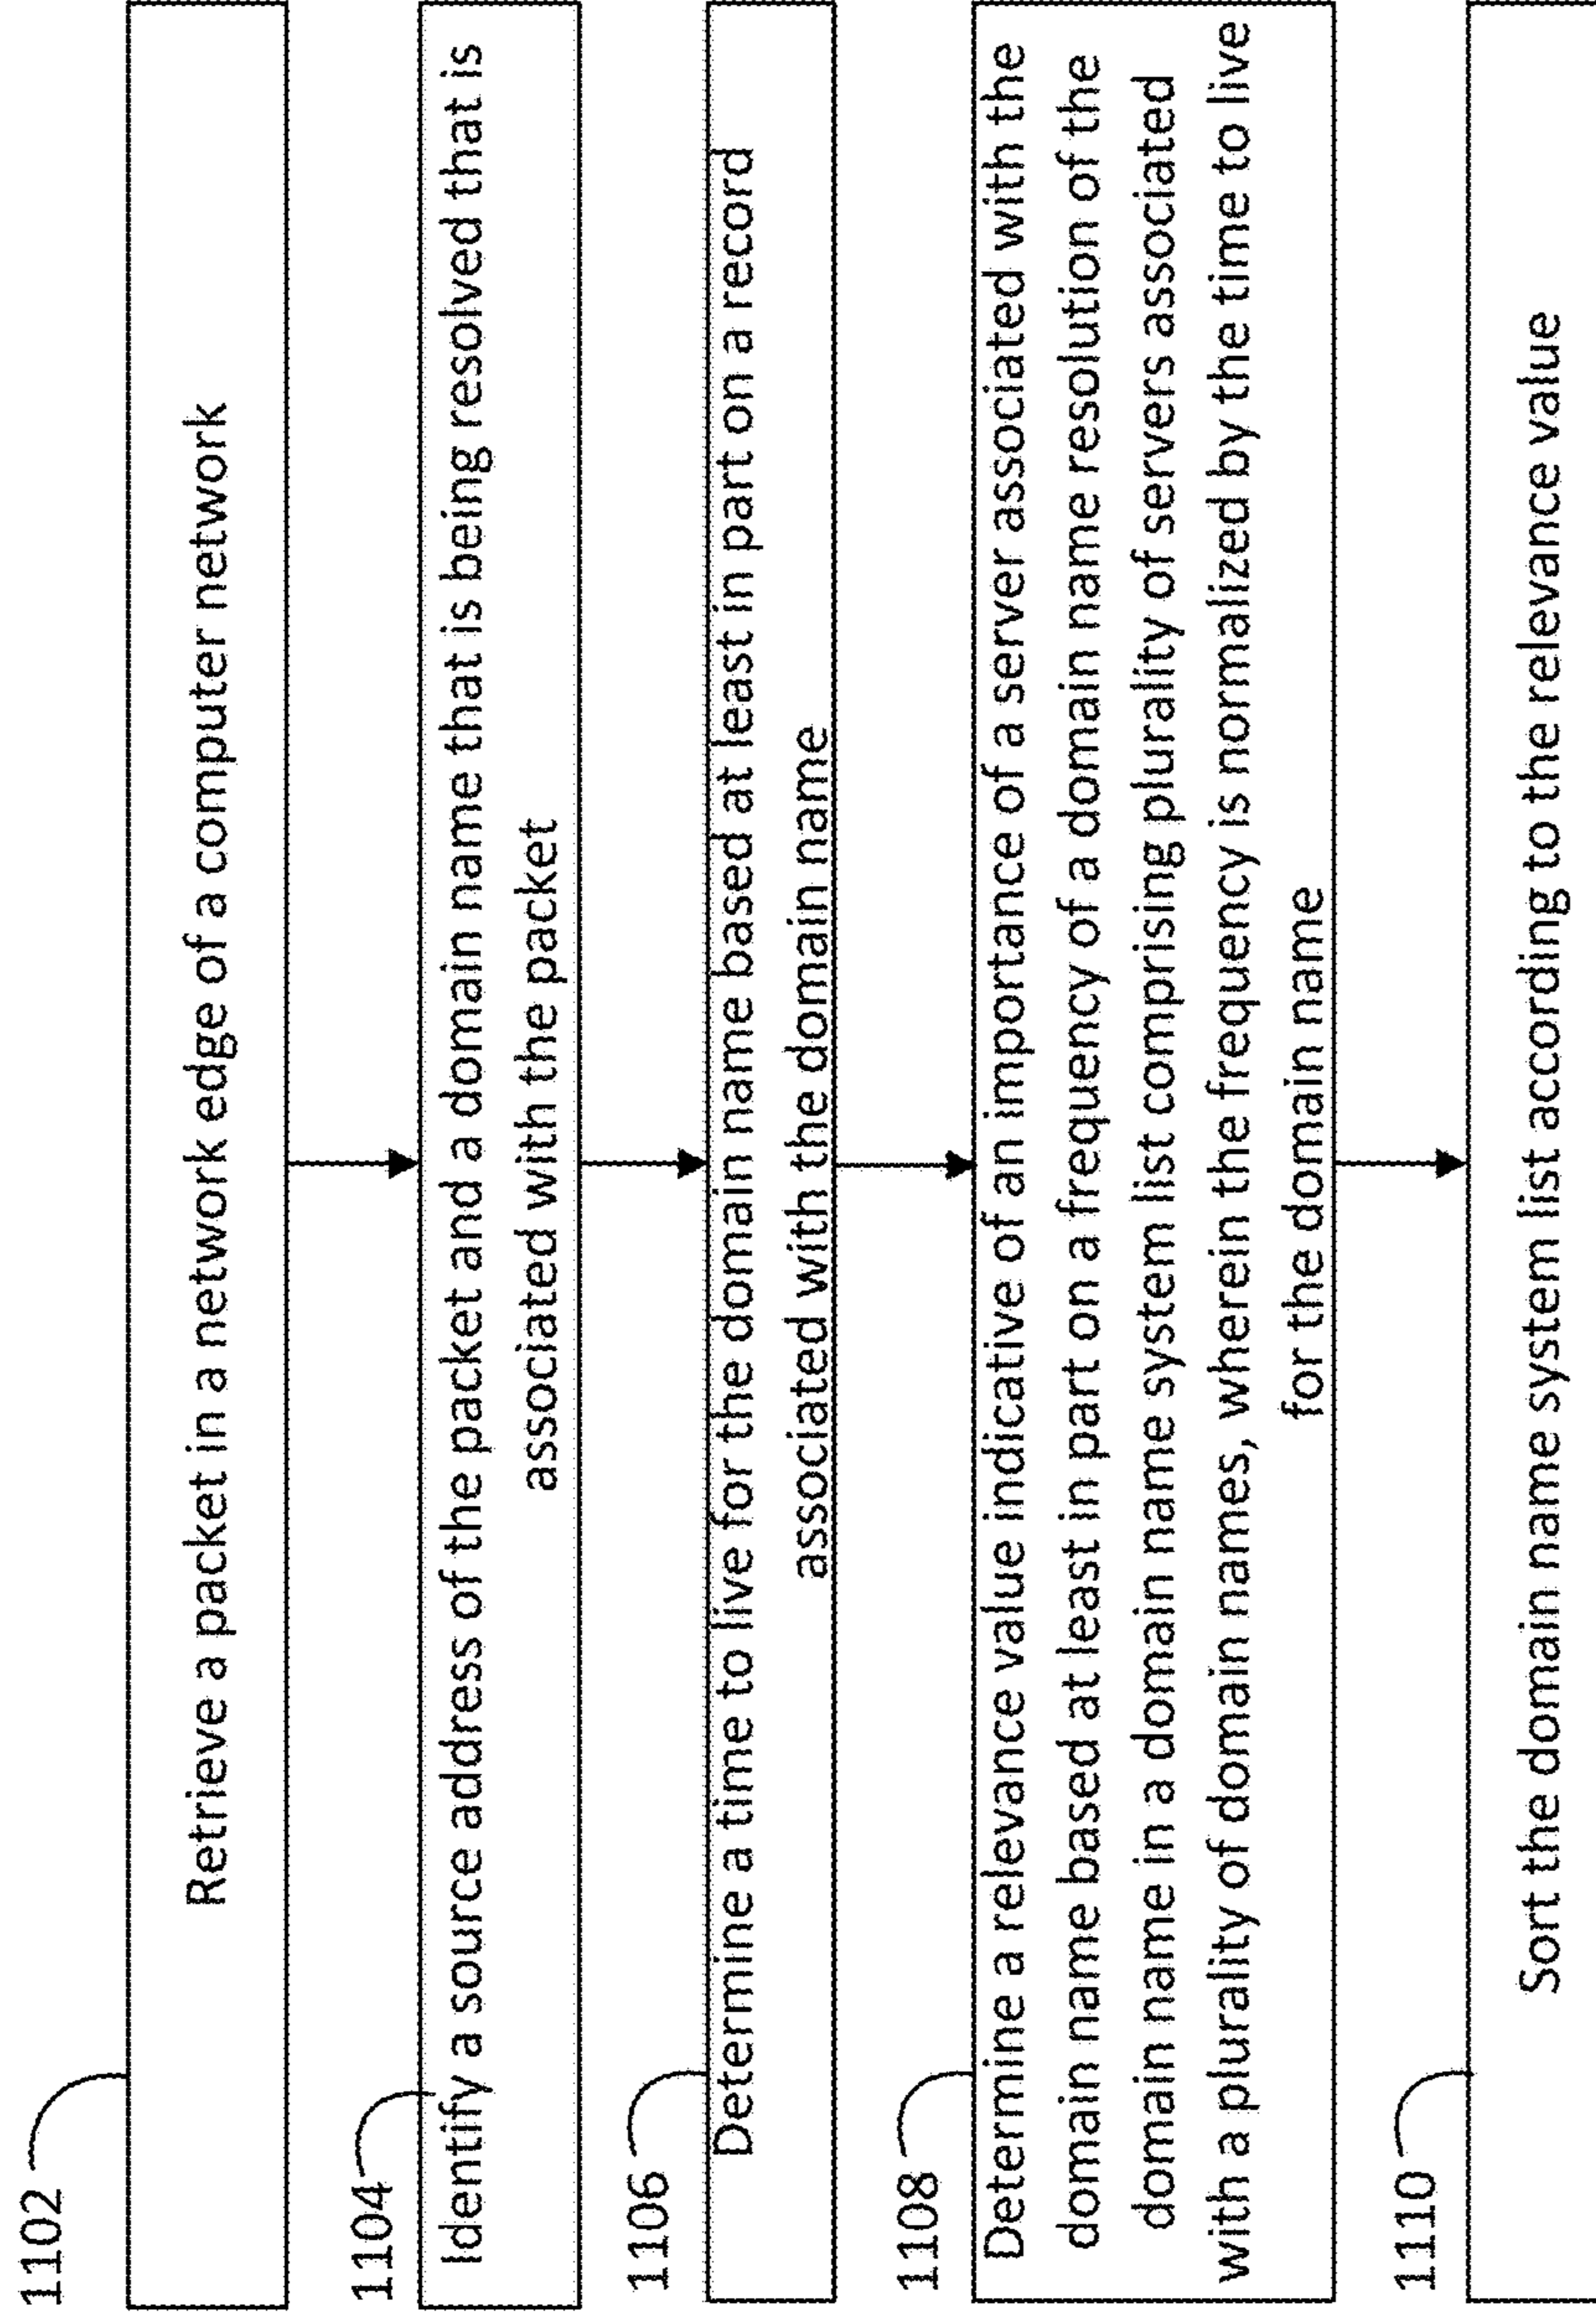 1102
Retrieve a packet in a network edge of a computer network
1104
Identify a source address of the packet and a domain name that is being resolved that is
associated with the packet
1106
Determine a time to live for the domain name based at least in part on a record
associated with the domain name
1108
Determine a relevance value indicative of an importance of a server associated with the
domain name based at least in part on a frequency of a domain name resolution of the
domain name in a domain name system list comprising plurality of servers associated
with a plurality of domain names, wherein the frequency is normalized by the time to live
for the domain name
1110
Sort the domain name system list according to the relevance value